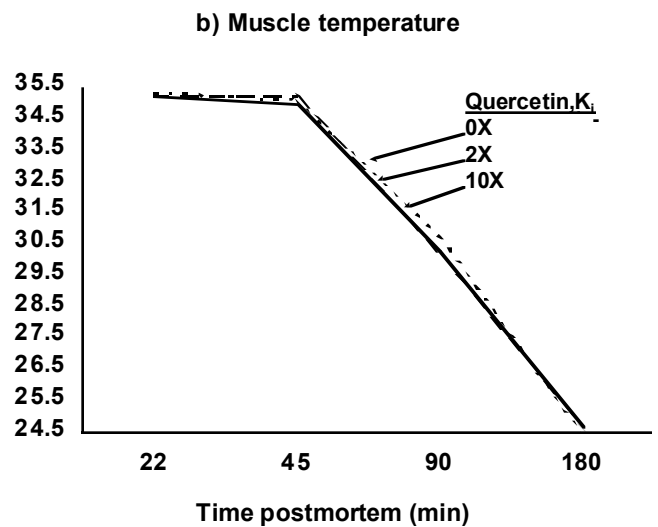 b) Muscle temperature
35.5
34.5
33.5
32.5
31.5
30.5
29.5
28.5
27.5
26.5
25.5
24.5
Quercetin,Ki
0X
2X
10X
22 45 90 180
Time postmortem (min)